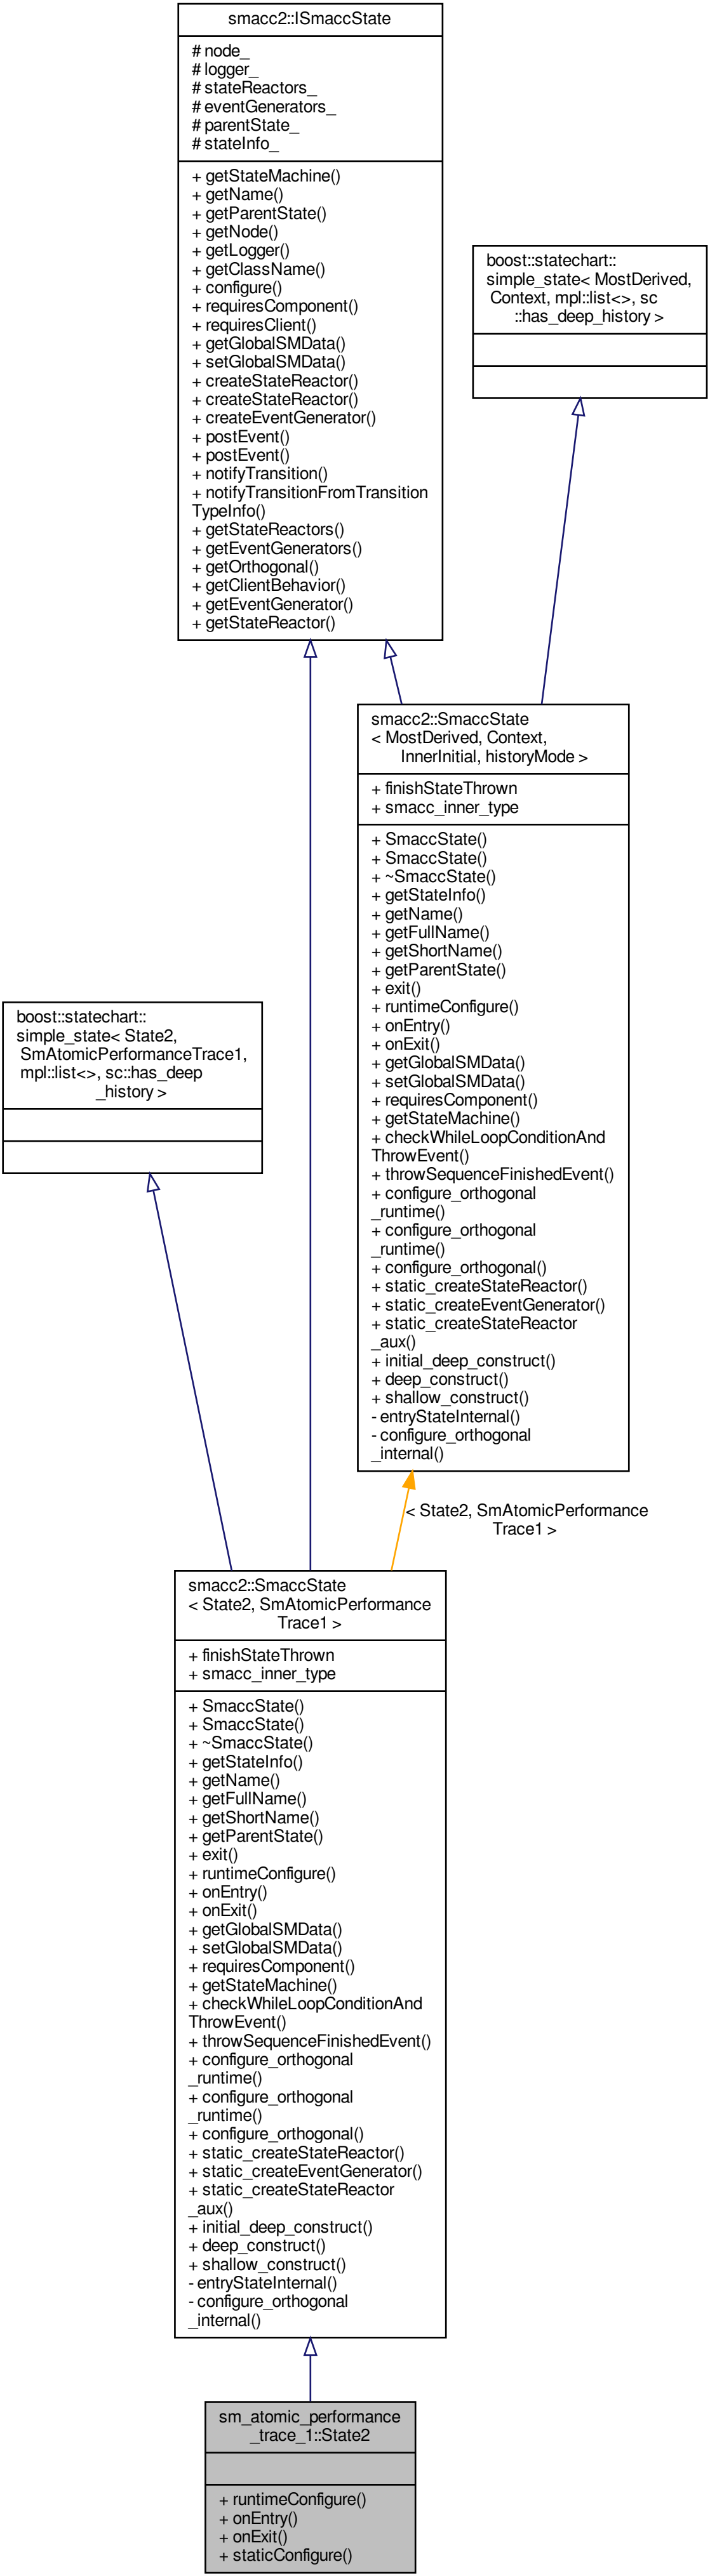 smacc2::ISmaccState
# node_
# logger_
# stateReactors_
# eventGenerators_
# parentState_
# stateInfo_
+ getStateMachine()
+ getName()
+ getParentState()
+ getNode()
+ getLogger()
+ getClassName()
+ configure()
+ requiresComponent()
+ requiresClient()
+ getGlobalSMData()
+ setGlobalSMData()
+ createStateReactor()
+ createStateReactor()
+ createEventGenerator()
+ postEvent()
+ postEvent()
+ notifyTransition()
+ notifyTransitionFromTransition
TypeInfo()
+ getStateReactors()
+ getEventGenerators()
+ getOrthogonal()
+ getClientBehavior()
+ getEventGenerator()
+ getStateReactor()
boost::statechart::
simple_state< MostDerived,
Context, mpl::list<>, sc
::has_deep_history >
smacc2::SmaccState
< MostDerived, Context,
InnerInitial, historyMode >
+ finishStateThrown
+ smacc_inner_type
+ SmaccState()
+ SmaccState()
+ ~SmaccState()
+ getStateInfo()
+ getName()
+ getFullName()
+ getShortName()
+ getParentState()
+ exit()
+ runtimeConfigure()
+ onEntry()
+ onExit()
+ getGlobalSMData()
+ setGlobalSMData()
+ requiresComponent()
+ getStateMachine()
+ checkWhileLoopConditionAnd
ThrowEvent()
+ throwSequenceFinishedEvent()
+ configure_orthogonal
_runtime()
+ configure_orthogonal
_runtime()
+ configure_orthogonal()
+ static_createStateReactor()
+ static_createEventGenerator()
+ static_createStateReactor
_aux()
+ initial_deep_construct()
+ deep_construct()
+ shallow_construct()
- entryStateInternal()
- configure_orthogonal
_internal()
boost::statechart::
simple_state< State2,
SmAtomicPerformanceTrace1,
mpl::list<>, sc::has_deep
_history >
< State2, SmAtomicPerformance
Trace1 >
smacc2::SmaccState
< State2, SmAtomicPerformance
Trace1 >
+ finishStateThrown
+ smacc_inner_type
+ SmaccState()
+ SmaccState()
+ ~SmaccState()
+ getStateInfo()
+ getName()
+ getFullName()
+ getShortName()
+ getParentState()
+ exit()
+ runtimeConfigure()
+ onEntry()
+ onExit()
+ getGlobalSMData()
+ setGlobalSMData()
+ requiresComponent()
+ getStateMachine()
+ checkWhileLoopConditionAnd
ThrowEvent()
+ throwSequenceFinishedEvent()
+ configure_orthogonal
_runtime()
+ configure_orthogonal
_runtime()
+ configure_orthogonal()
+ static_createStateReactor()
+ static_createEventGenerator()
+ static_createStateReactor
_aux()
+ initial_deep_construct()
+ deep_construct()
+ shallow_construct()
- entryStateInternal()
- configure_orthogonal
_internal()
sm_atomic_performance
_trace_1::State2
+ runtimeConfigure()
+ onEntry()
+ onExit()
+ staticConfigure()